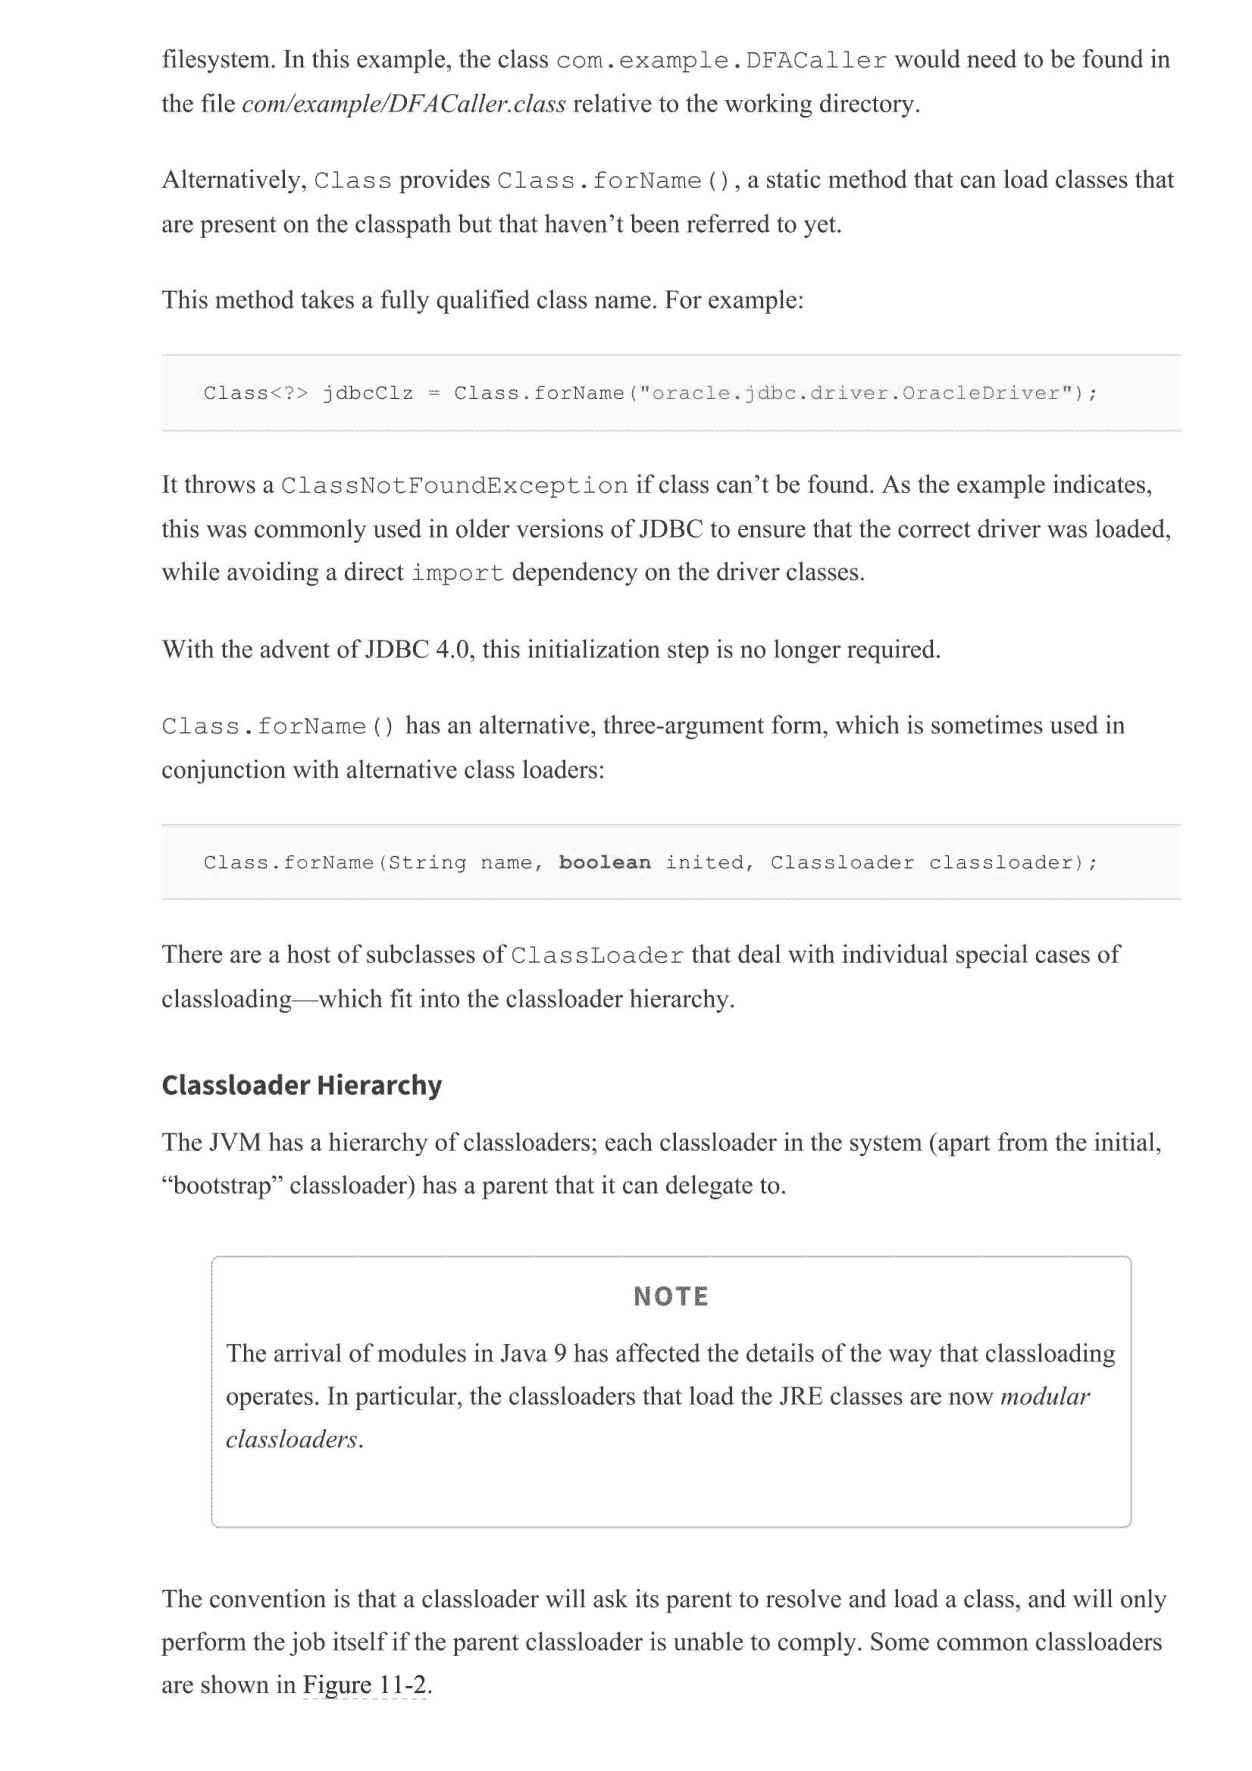 filesystem. In this example, the class com.example.DFACaller would need to be found in
the file com/example/DFACaller.class relative to the working directory.
Alternatively, Class provides Class.forName(), a static method that can load classes that
are present on the classpath but that haven’t been referred to yet.
This method takes a fully qualified class name. For example:
Class<?> jdbcClz = Class.forName("oracle.jdbc.driver.OracleDriver");
It throws a ClassNotFoundException if class can’t be found. As the example indicates,
this was commonly used in older versions of JDBC to ensure that the correct driver was loaded,
while avoiding a direct import dependency on the driver classes.
With the advent of JDBC 4.0, this initialization step is no longer required.
Class.forName() has an alternative, three-argument form, which is sometimes used in
conjunction with alternative class loaders:
Class.forName(String name, boolean inited, Classloader classloader);
There are a host of subclasses of ClassLoader that deal with individual special cases of
classloading—which fit into the classloader hierarchy.
Classloader Hierarchy
The JVM has a hierarchy of classloaders; each classloader in the system (apart from the initial,
“bootstrap” classloader) has a parent that it can delegate to.
NOTE
The arrival of modules in Java 9 has affected the details of the way that classloading
operates. In particular, the classloaders that load the JRE classes are now modular
classloaders.
The convention is that a classloader will ask its parent to resolve and load a class, and will only
perform the job itself if the parent classloader is unable to comply. Some common classloaders
are shown in Figure 11-2.